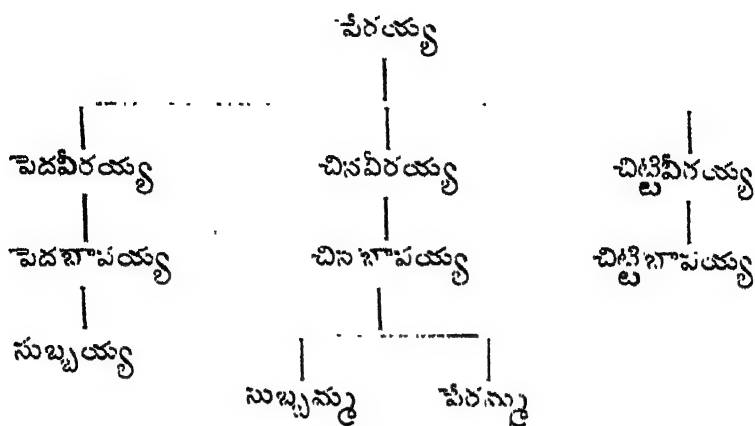 పేరయ్య
పెదవీరయ్య చినవీరయ్య చిట్టివీరయ్య
పెదబాపయ్య చినబాపయ్య చిట్టిబాపయ్య
సుబ్బయ్య
సుబ్బమ్మ పేరమ్మ